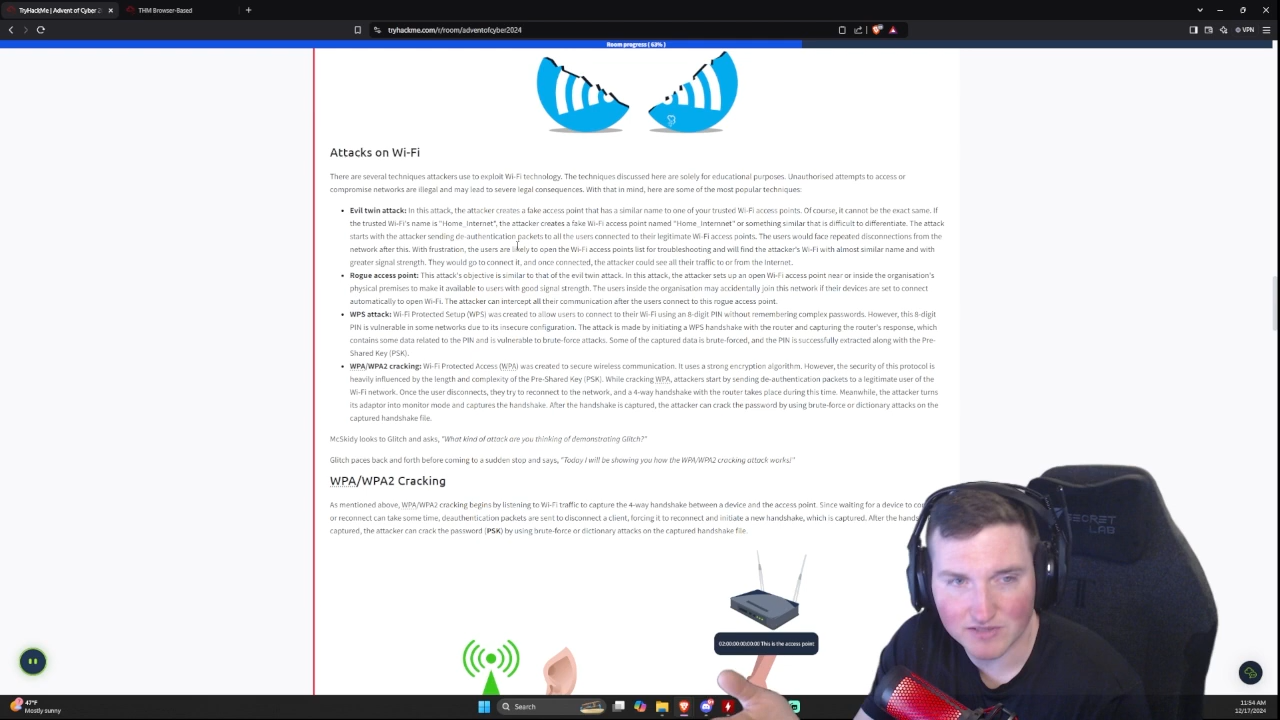 TryHackMe | Advent of Cyber 2
THM Browser-Based
tryhackme.com/r/room/adventofcyber2024
VPN
Room progress ( 63% )
Attacks on Wi-Fi
There are several techniques attackers use to exploit Wi-Fi technology. The techniques discussed here are solely for educational purposes. Unauthorised attempts to access or
compromise networks are illegal and may lead to severe legal consequences. With that in mind, here are some of the most popular techniques:
• Evil twin attack: In this attack, the attacker creates a fake access point that has a similar name to one of your trusted Wi-Fi access points. Of course, it cannot be the exact same. If
the trusted Wi-Fi's name is "Home_Internet", the attacker creates a fake Wi-Fi access point named "Home_Internnet" or something similar that is difficult to differentiate. The attack
starts with the attacker sending de-authentication packets to all the users connected to their legitimate Wi-Fi access points. The users would face repeated disconnections from the
network after this. With frustration, the users are likely to open the Wi-Fi access points list for troubleshooting and will find the attacker's Wi-Fi with almost similar name and with
greater signal strength. They would go to connect it, and once connected, the attacker could see all their traffic to or from the Internet.
• Rogue access point: This attack's objective is similar to that of the evil twin attack. In this attack, the attacker sets up an open Wi-Fi access point near or inside the organisation's
physical premises to make it available to users with good signal strength. The users inside the organisation may accidentally join this network if their devices are set to connect
automatically to open Wi-Fi. The attacker can intercept all their communication after the users connect to this rogue access point.
• WPS attack: Wi-Fi Protected Setup (WPS) was created to allow users to connect to their Wi-Fi using an 8-digit PIN without remembering complex passwords. However, this 8-digit
PIN is vulnerable in some networks due to its insecure configuration. The attack is made by initiating a WPS handshake with the router and capturing the router's response, which
contains some data related to the PIN and is vulnerable to brute-force attacks. Some of the captured data is brute-forced, and the PIN is successfully extracted along with the Pre-
Shared Key (PSK).
• WPA/WPA2 cracking: Wi-Fi Protected Access (WPA) was created to secure wireless communication. It uses a strong encryption algorithm. However, the security of this protocol is
heavily influenced by the length and complexity of the Pre-Shared Key (PSK). While cracking WPA, attackers start by sending de-authentication packets to a legitimate user of the
Wi-Fi network. Once the user disconnects, they try to reconnect to the network, and a 4-way handshake with the router takes place during this time. Meanwhile, the attacker turns
its adaptor into monitor mode and captures the handshake. After the handshake is captured, the attacker can crack the password by using brute-force or dictionary attacks on the
captured handshake file.
McSkidy looks to Glitch and asks, "What kind of attack are you thinking of demonstrating Glitch?"
Glitch paces back and forth before coming to a sudden stop and says, "Today I will be showing you how the WPA/WPA2 cracking attack works!"
WPA/WPA2 Cracking
As mentioned above, WPA/WPA2 cracking begins by listening to Wi-Fi traffic to capture the 4-way handshake between a device and the access point. Since waiting for a device to
or reconnect can take some time, deauthentication packets are sent to disconnect a client, forcing it to reconnect and initiate a new handshake, which is captured. After the
captured, the attacker can crack the password (PSK) by using brute-force or dictionary attacks on the captured handshake file.
SECRET
LAB
02:00:00:00:00:00 This is the access point
47°F
Mostly sunny
Search
11:54 AM
12/17/2024